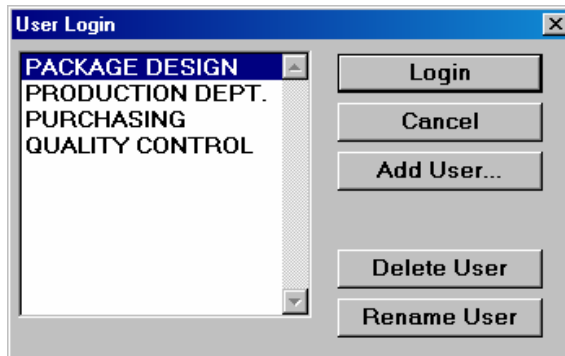 User Login
PACKAGE DESIGN
PRODUCTION DEPT.
PURCHASING
QUALITY CONTROL
Login
Cancel
Add User...
Delete User
Rename User